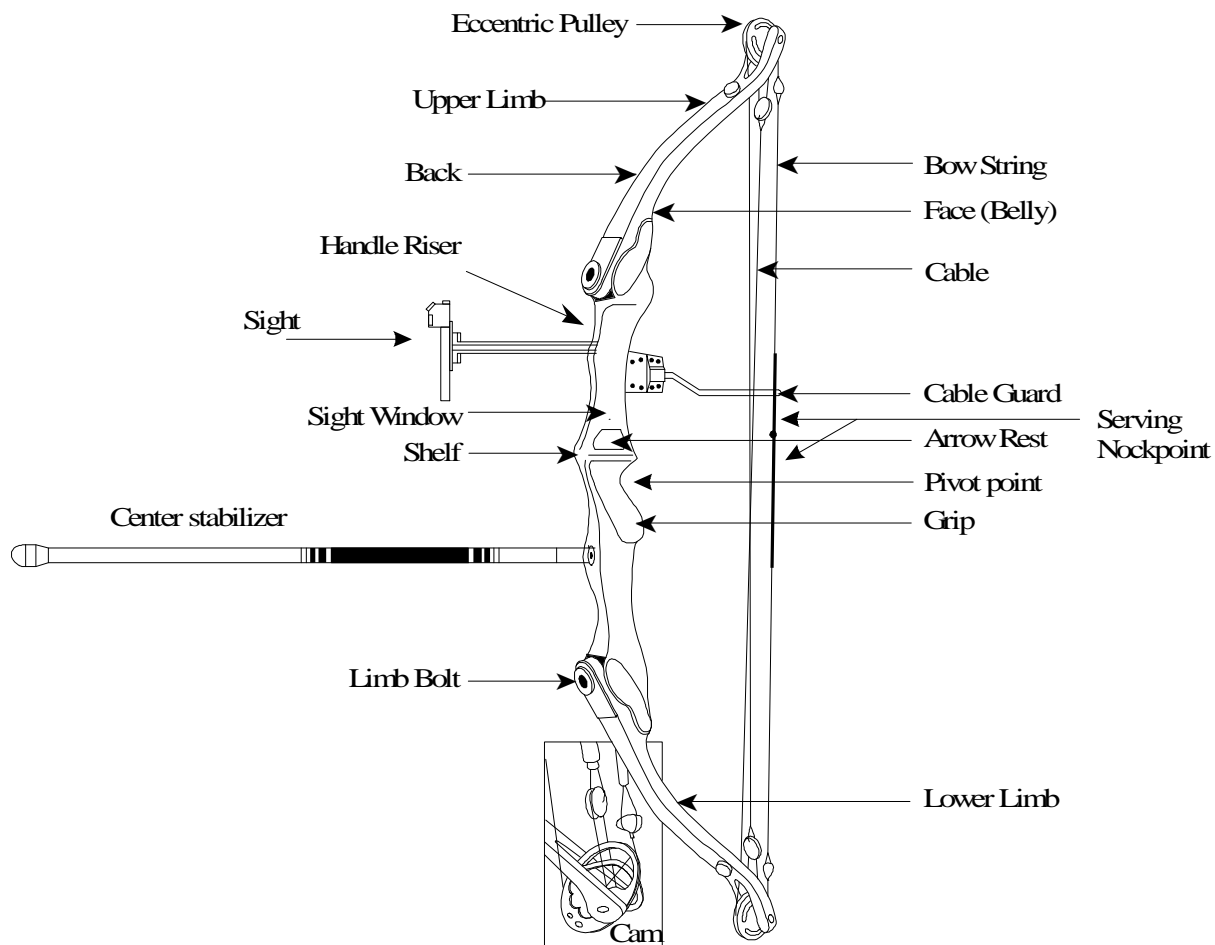 Eccentric Pulley
Upper Limb
Back
Bow String
Face (Belly)
Handle Riser
Cable
Sight
Cable Guard
Sight Window
Serving
Arrow Rest
Nockpoint
Shelf
Pivot point
Center stabilizer
Grip
Limb Bolt
Lower Limb
Cam